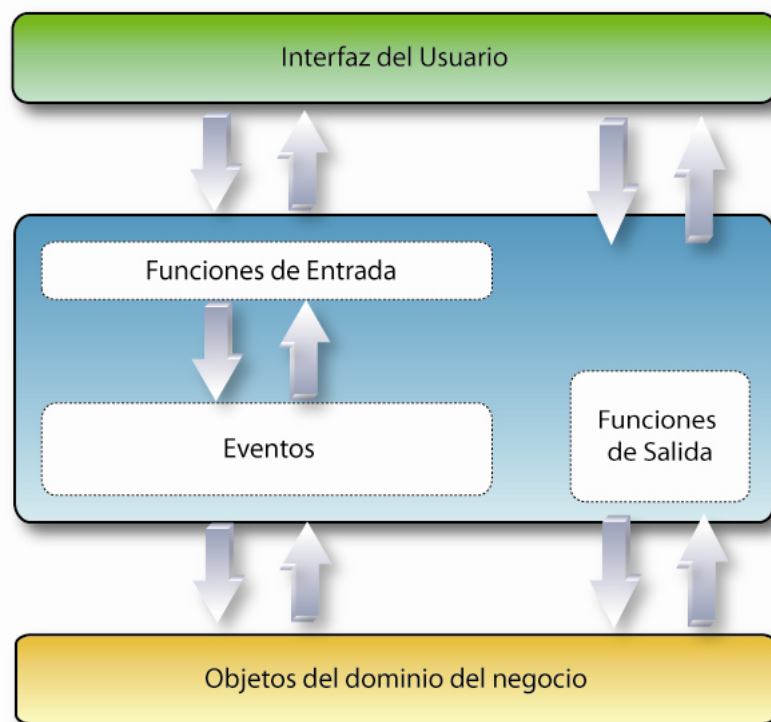 Interfaz del Usuario
Funciones de Entrada
Eventos
Funciones
de Salida
Objetos del dominio del negocio